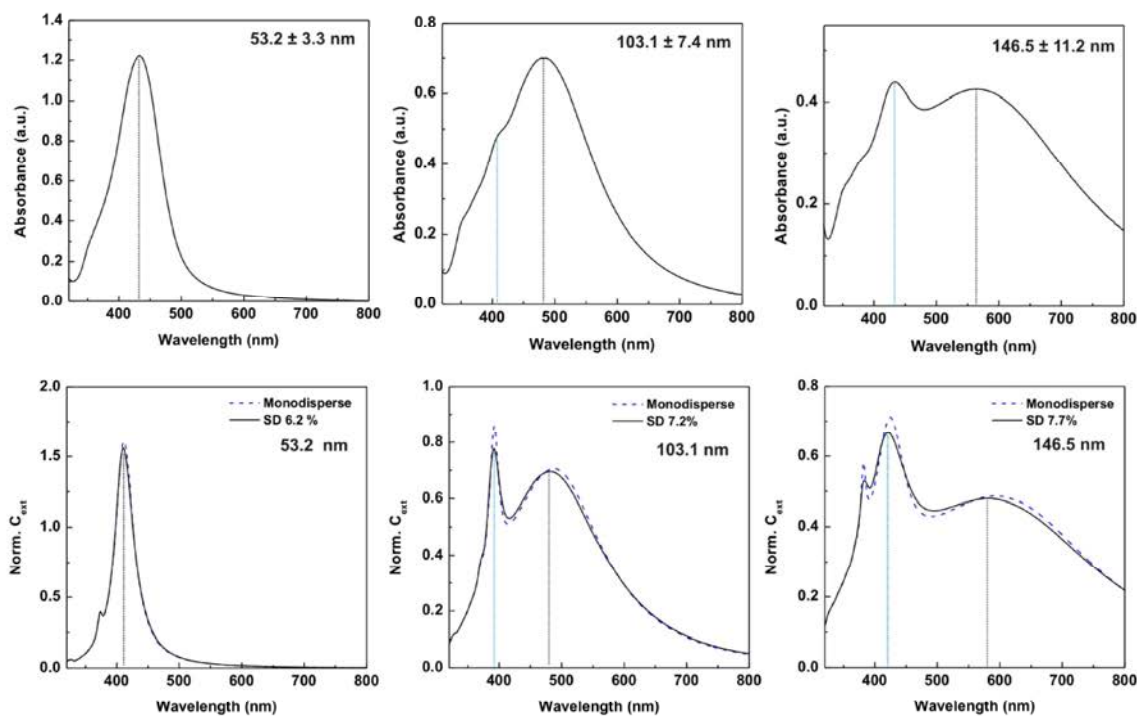 53.2 ± 3.3 nm
Absorbance (a.u.)
1.4
1.2
1.0
0.8
0.6
0.4
0.2
0.0
400 500 600 700 800
Wavelength (nm)
103.1 ± 7.4 nm
Absorbance (a.u.)
0.8
0.6
0.4
0.2
0.0
400 500 600 700 800
Wavelength (nm)
146.5 ± 11.2 nm
Absorbance (a.u.)
0.4
0.2
0.0
400 500 600 700 800
Wavelength (nm)
Monodisperse
SD 6.2 %
53.2 nm
Norm. Cext
2.0
1.5
1.0
0.5
0.0
400 500 600 700 800
Wavelength (nm)
Monodisperse
SD 7.2%
103.1 nm
Norm. Cext
1.0
0.8
0.6
0.4
0.2
0.0
400 500 600 700 800
Wavelength (nm)
Monodisperse
SD 7.7%
146.5 nm
Norm. Cext
0.8
0.6
0.4
0.2
0.0
400 500 600 700 800
Wavelength (nm)